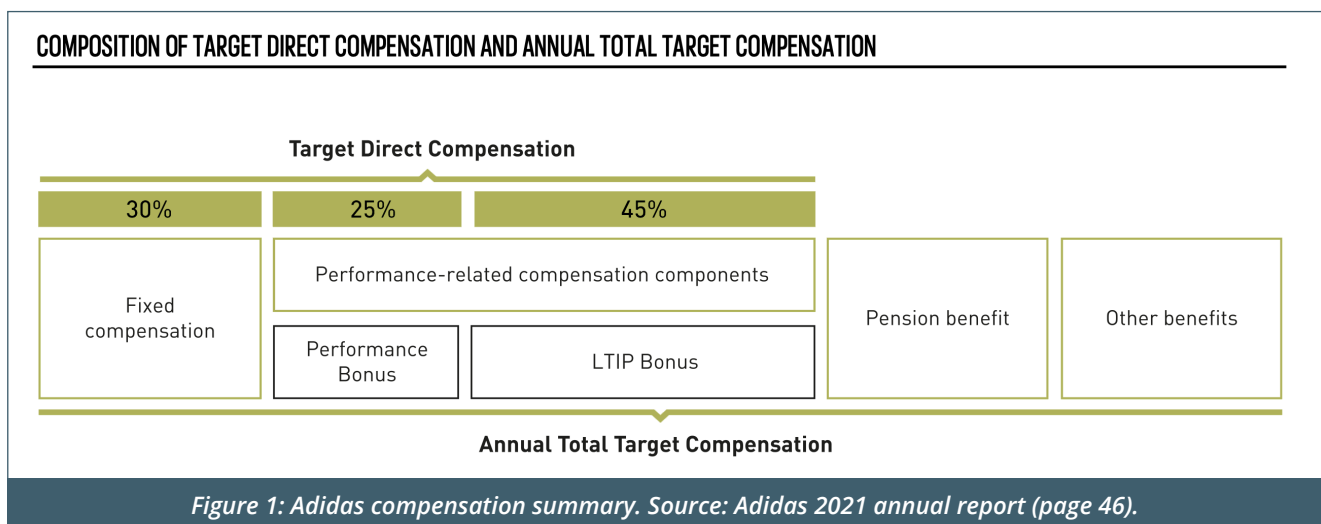 COMPOSITION OF TARGET DIRECT COMPENSATION AND ANNUAL TOTAL TARGET COMPENSATION
Target Direct Compensation
30%
25%
45%
Fixed
compensation
Performance-related compensation components
Performance
Bonus
LTIP Bonus
Pension benefit
Other benefits
Annual Total Target Compensation
Figure 1: Adidas compensation summary. Source: Adidas 2021 annual report (page 46).